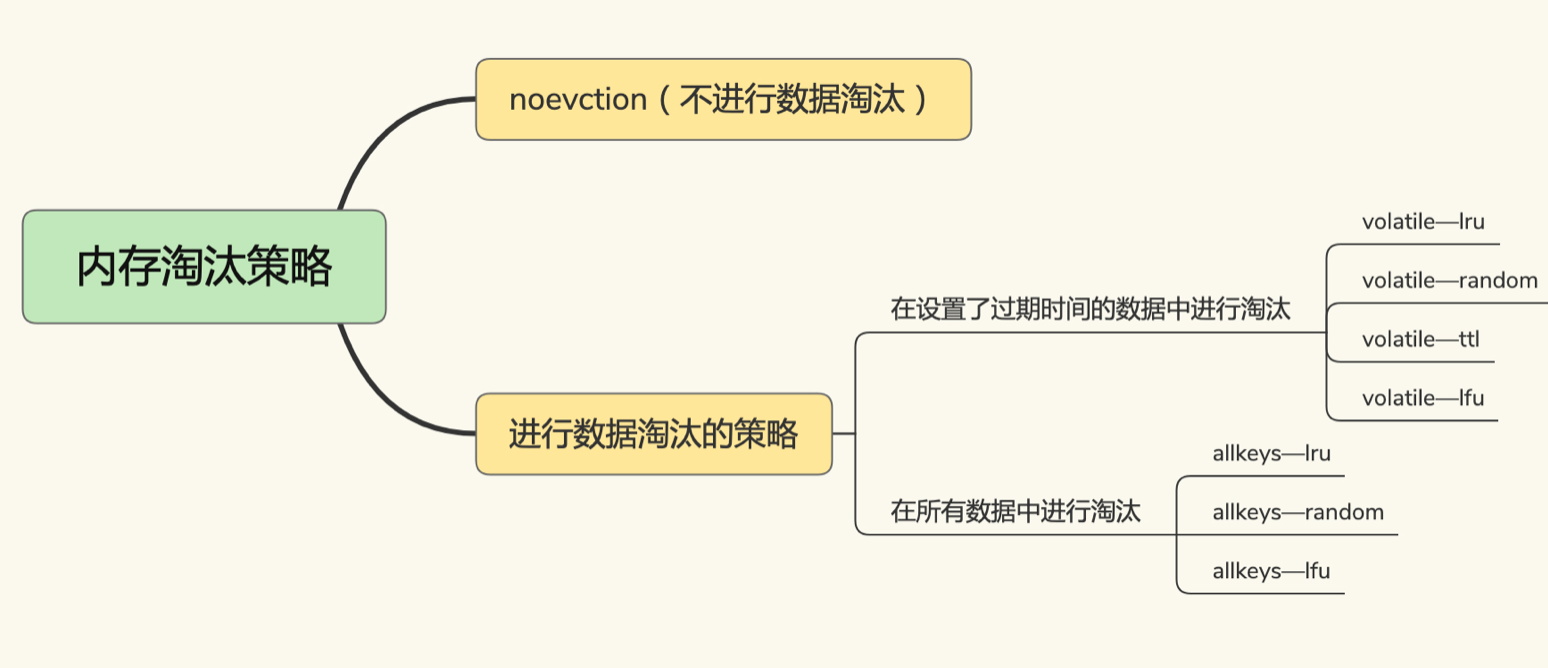 noevction（不进行数据淘汰）
内存淘汰策略
volatile—lru
volatile—random
在设置了过期时间的数据中进行淘汰
volatile—ttl
volatile—lfu
进行数据淘汰的策略
allkeys—lru
在所有数据中进行淘汰
allkeys—random
allkeys—lfu